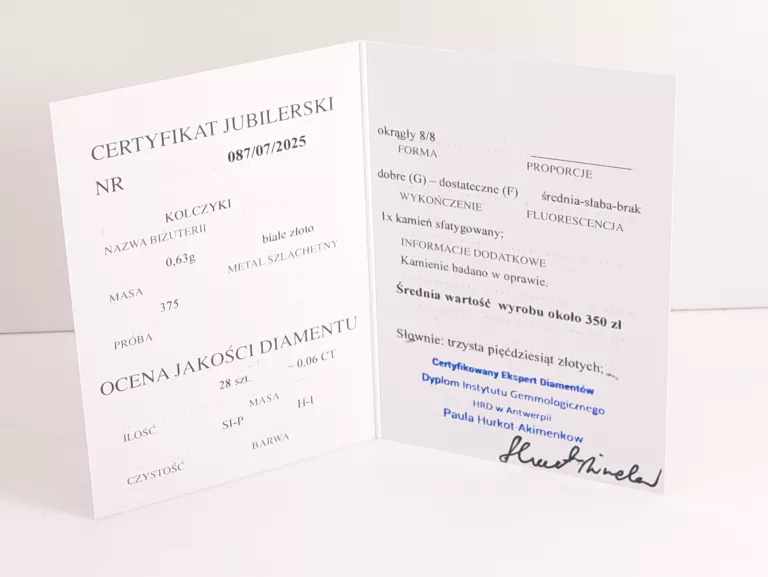 CERTYFIKAT JUBILERSKI
NR 087/07/2025
KOLCZYKI
NAZWA BIŻUTERII
0,63g białe złoto
MASA METAL SZLACHETNY
375
PRÓBA
OCENA JAKOŚCI DIAMENTU
28 szt. ~ 0,06 CT
ILOŚĆ MASA
SI-P H-I
CZYSTOŚĆ BARWA
okrągły 8/8
FORMA PROPORCJE
dobre (G) – dostateczne (F) średnia-słaba-brak
WYKOŃCZENIE FLUORESCENCJA
1x kamień sfatygowany;
INFORMACJE DODATKOWE
Kamienie badano w oprawie.
Średnia wartość wyrobu około 350 zł
Słownie: trzysta pięćdziesiąt złotych;
Certyfikowany Ekspert Diamentów
Dyplom Instytutu Gemmologicznego
HRD w Antwerpii
Paula Hurkot-Akimenkow